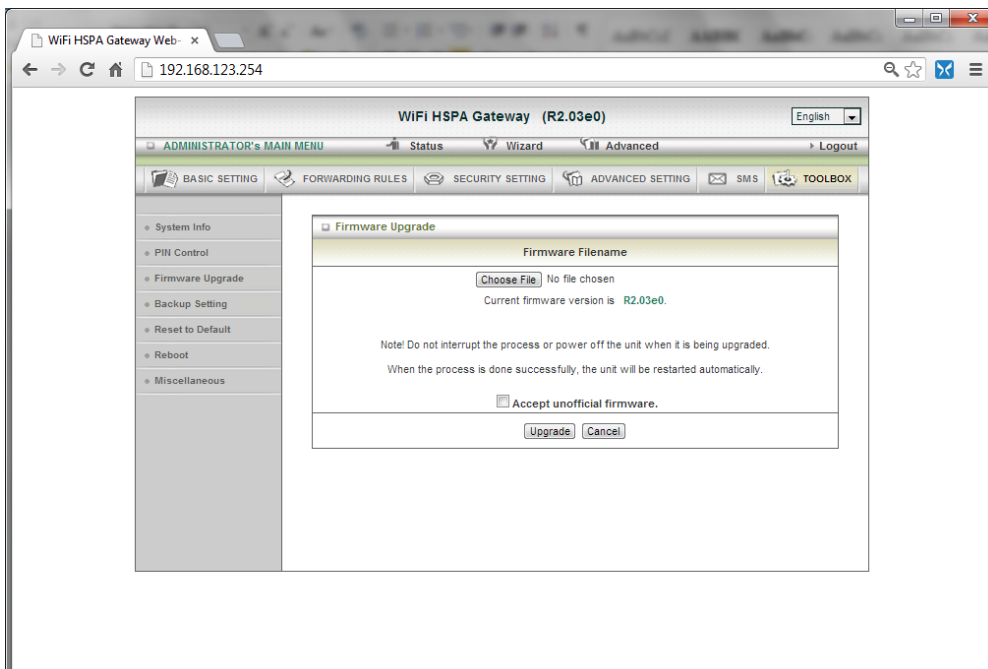 WiFi HSPA Gateway Web-
192.168.123.254
WiFi HSPA Gateway (R2.03e0)
English
ADMINISTRATOR's MAIN MENU Status Wizard Advanced Logout
BASIC SETTING FORWARDING RULES SECURITY SETTING ADVANCED SETTING SMS TOOLBOX
System Info
PIN Control
Firmware Upgrade
Backup Setting
Reset to Default
Reboot
Miscellaneous
Firmware Upgrade
Firmware Filename
Choose File No file chosen
Current firmware version is R2.03e0.
Note! Do not interrupt the process or power off the unit when it is being upgraded.
When the process is done successfully, the unit will be restarted automatically.
Accept unofficial firmware.
Upgrade Cancel